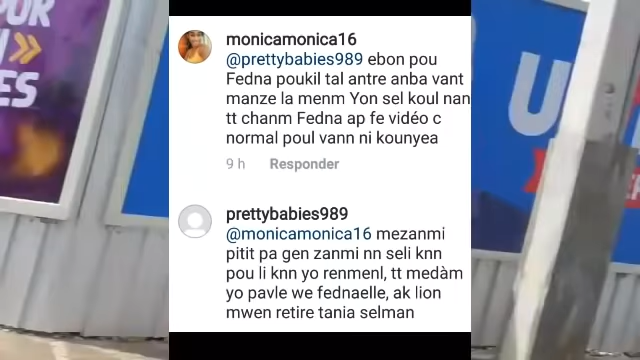 OUR
N
ES
monicamonica16
@prettybabies989 ebon pou
Fedna poukil tal antre anba vant
manze la menm Yon sel koul nan
tt chanm Fedna ap fe vidéo c
normal poul vann ni kounyea
9 h Responder
prettybabies989
@monicamonica16 mezanmi
pitit pa gen zanmi nn seli knn
pou li knn yo renmenl, tt medàm
yo pavle we fednaelle, ak lion
mwen retire tania selman